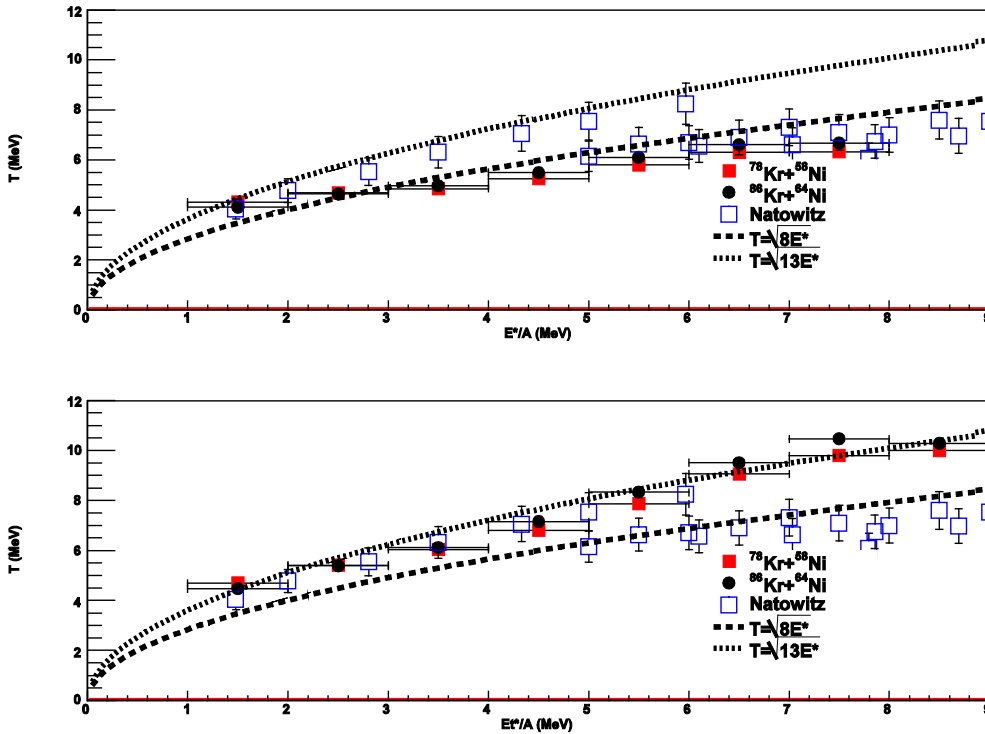 12
10
8
6
4
2
0
T (MeV)
⁷⁸Kr+⁵⁸Ni
⁸⁶Kr+⁶⁴Ni
Natowitz
T=√8E*
T=√13E*
0 1 2 3 4 5 6 7 8 9
E*/A (MeV)
12
10
8
6
4
2
0
T (MeV)
⁷⁸Kr+⁵⁸Ni
⁸⁶Kr+⁶⁴Ni
Natowitz
T=√8E*
T=√13E*
0 1 2 3 4 5 6 7 8 9
Et*/A (MeV)